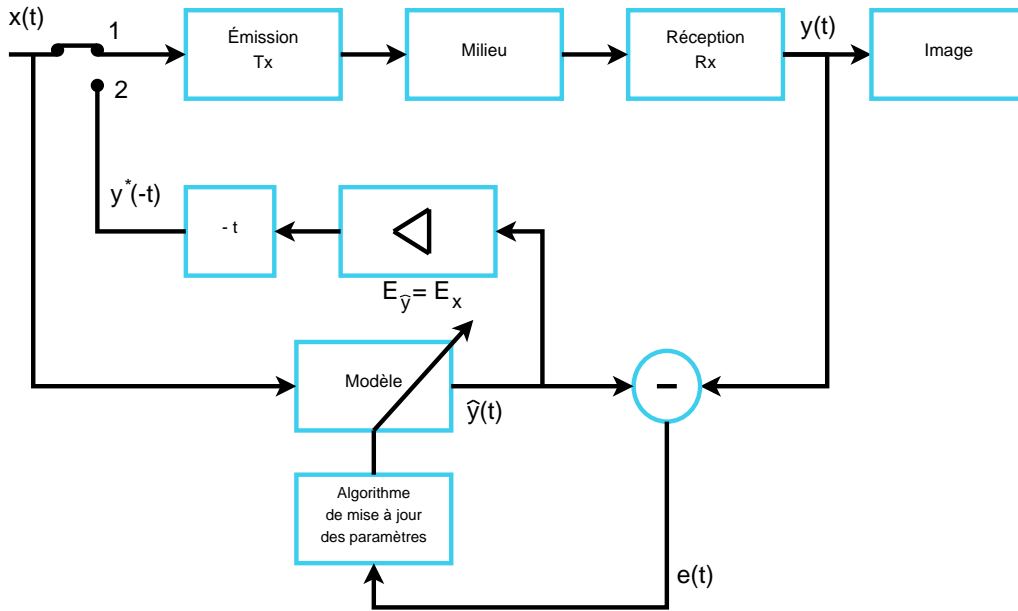 x(t)
1
2
Émission
Tx
Milieu
Réception
Rx
y(t)
Image
y*(-t)
- t
E_ŷ = E_x
Modèle
ŷ(t)
-
Algorithme
de mise à jour
des paramètres
e(t)